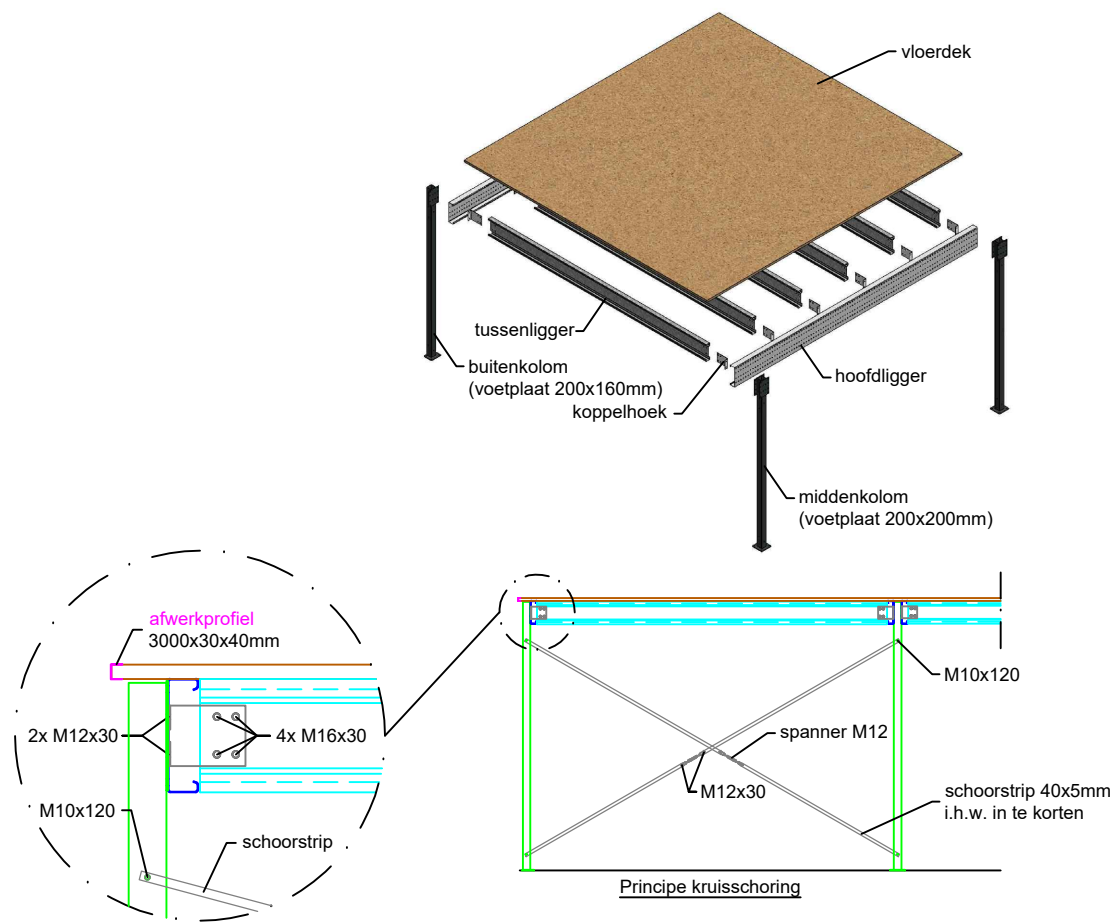 vloerdek
tussenligger
buitenkolom
(voetplaat 200x160mm)
koppelhoek
hoofdligger
middenkolom
(voetplaat 200x200mm)
afwerkprofiel
3000x30x40mm
2x M12x30
4x M16x30
M10x120
schoorstrip
M10x120
spanner M12
M12x30
schoorstrip 40x5mm
i.h.w. in te korten
Principe kruisschoring